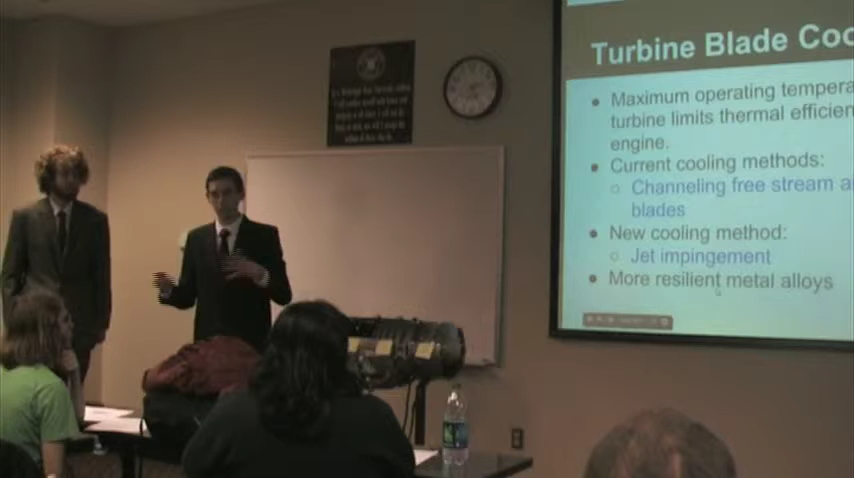 Turbine Blade Coo
Maximum operating tempera
turbine limits thermal efficien
engine.
Current cooling methods:
Channeling free stream a
blades
New cooling method:
Jet impingement
More resilient metal alloys